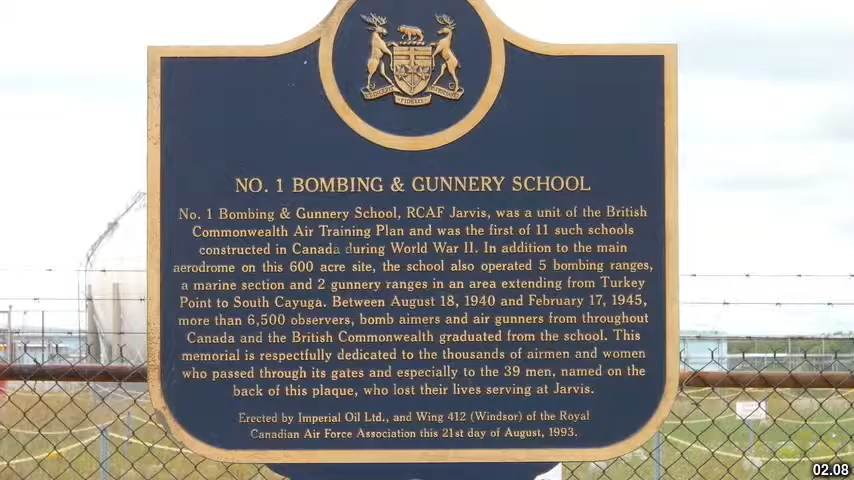 FIDELIS
NO. 1 BOMBING & GUNNERY SCHOOL
No. 1 Bombing & Gunnery School, RCAF Jarvis, was a unit of the British
Commonwealth Air Training Plan and was the first of 11 such schools
constructed in Canada during World War II. In addition to the main
aerodrome on this 600 acre site, the school also operated 5 bombing ranges,
a marine section and 2 gunnery ranges in an area extending from Turkey
Point to South Cayuga. Between August 18, 1940 and February 17, 1945,
more than 6,500 observers, bomb aimers and air gunners from throughout
Canada and the British Commonwealth graduated from the school. This
memorial is respectfully dedicated to the thousands of airmen and women
who passed through its gates and especially to the 39 men, named on the
back of this plaque, who lost their lives serving at Jarvis.
Erected by Imperial Oil Ltd., and Wing 412 (Windsor) of the Royal
Canadian Air Force Association this 21st day of August, 1993.
02.08